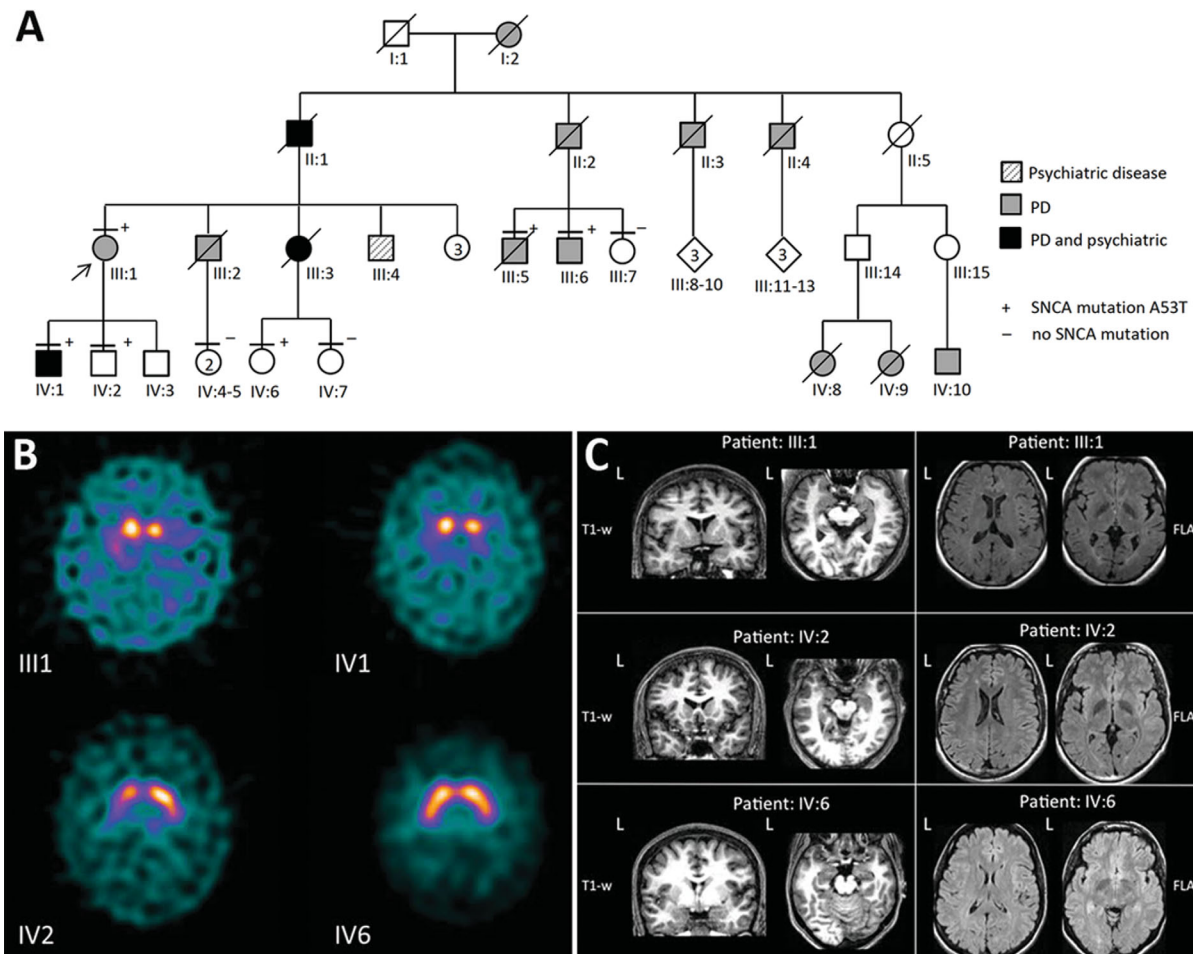 A
I:1
I:2
II:1
II:2
II:3
II:4
II:5
Psychiatric disease
PD
PD and psychiatric
+ SNCA mutation A53T
− no SNCA mutation
+
III:1
III:2
III:3
III:4
3
+
III:5
+
III:6
−
III:7
3
III:8-10
3
III:11-13
III:14
III:15
+
IV:1
+
IV:2
IV:3
2
−
IV:4-5
+
IV:6
−
IV:7
IV:8
IV:9
IV:10
B
III1
IV1
IV2
IV6
C
Patient: III:1
Patient: III:1
L
L
L
L
T1-w
FLA
Patient: IV:2
Patient: IV:2
L
L
L
L
T1-w
FLA
Patient: IV:6
Patient: IV:6
L
L
L
L
T1-w
FLA